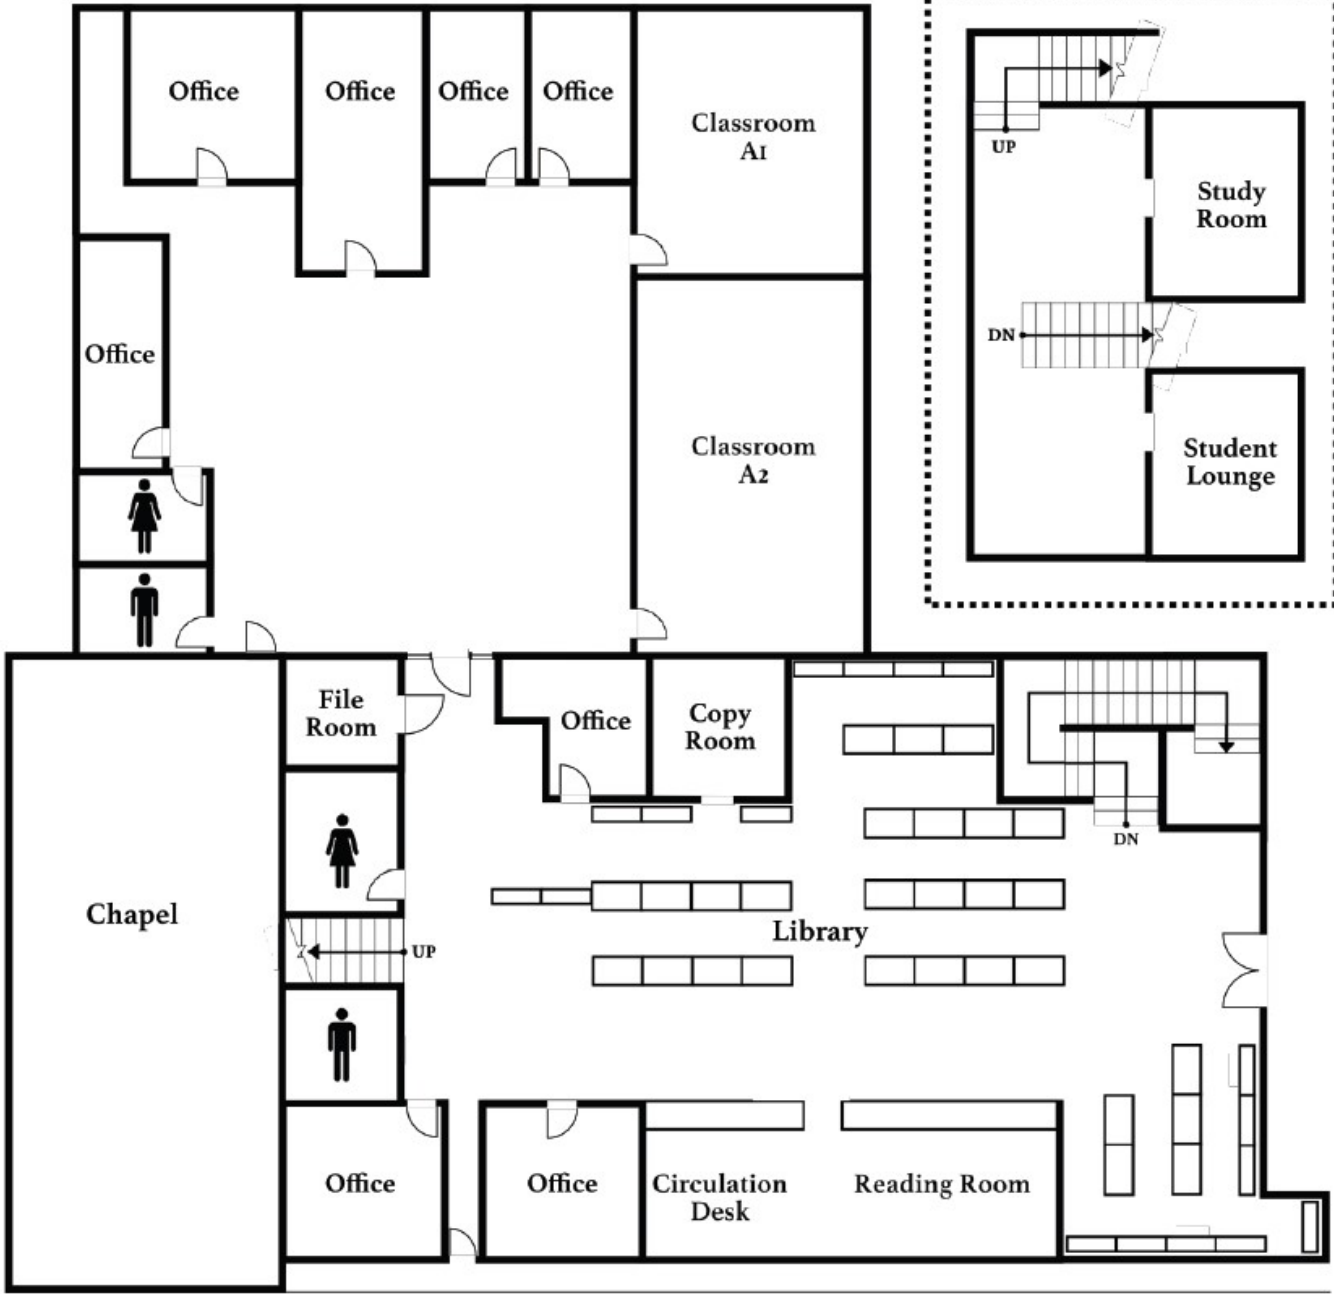 Office
Office
Office
Office
Classroom
A1
UP
Study
Room
DN
Office
Classroom
A2
Student
Lounge
File
Room
Office
Copy
Room
DN
Chapel
Library
UP
Office
Office
Circulation
Desk
Reading Room